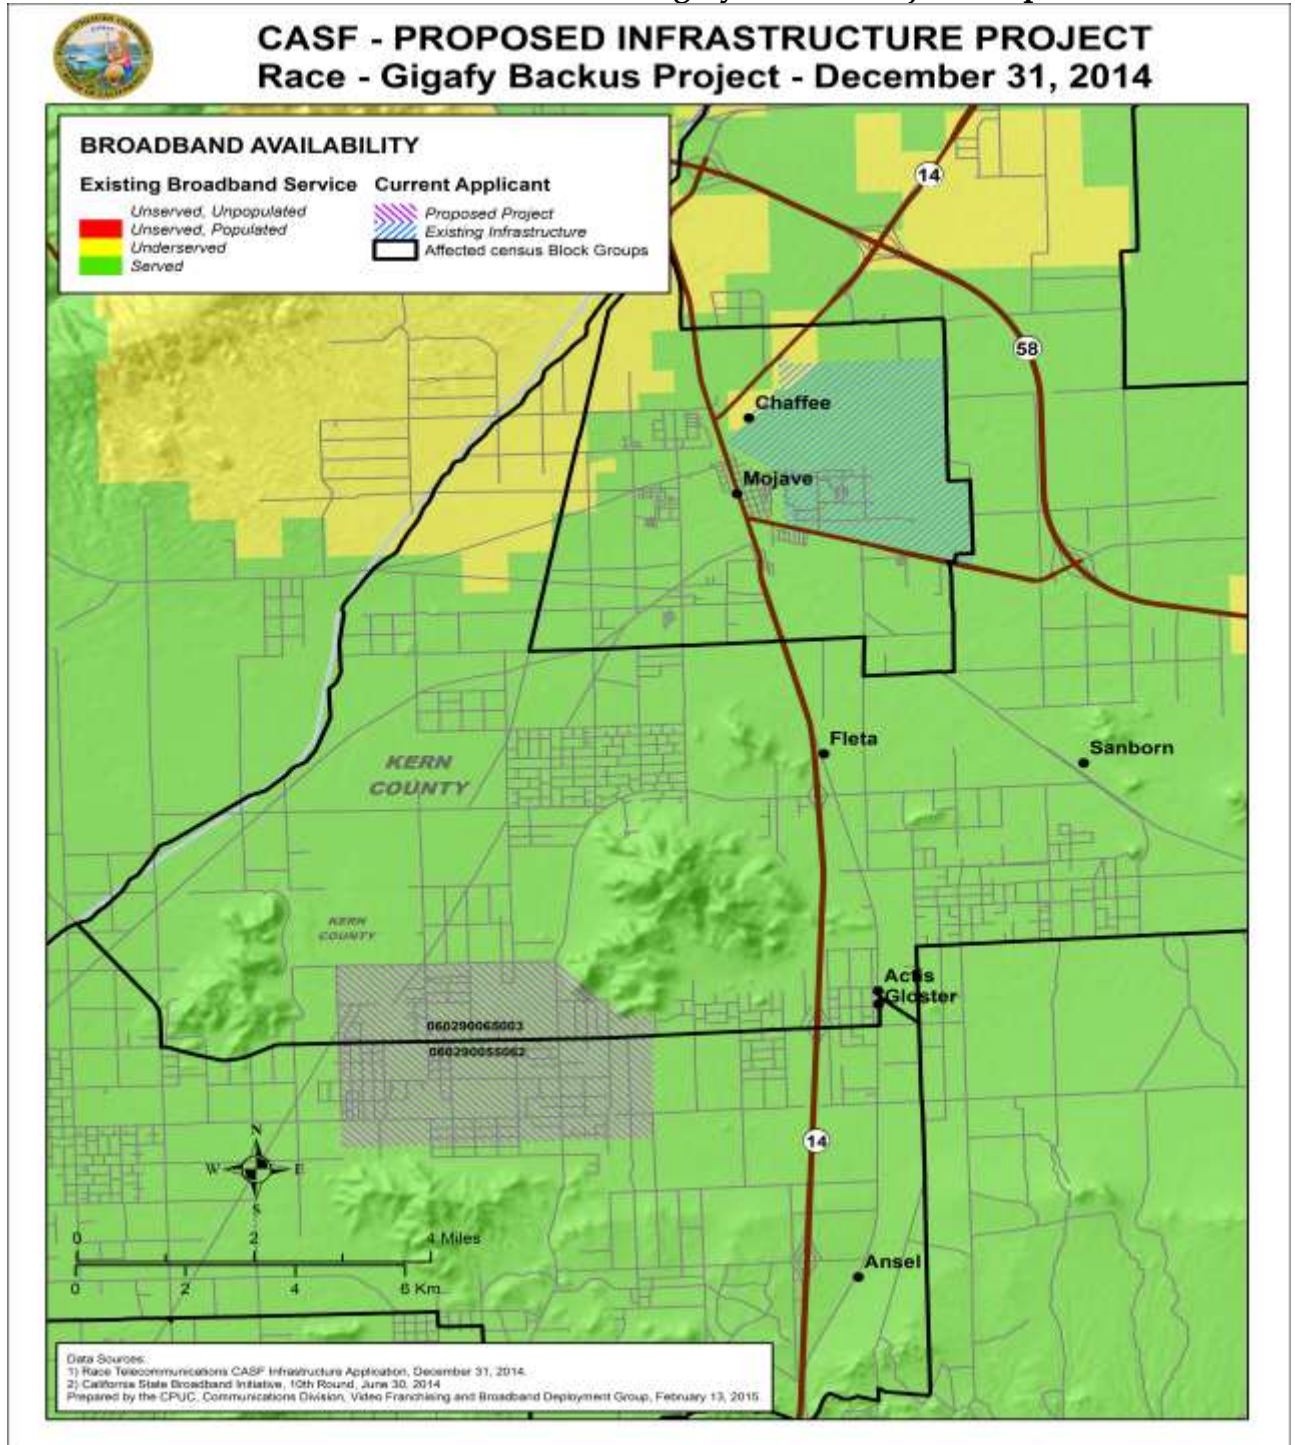 CASF - PROPOSED INFRASTRUCTURE PROJECT
Race - Gigafy Backus Project - December 31, 2014
BROADBAND AVAILABILITY
Existing Broadband Service
Unserved, Unpopulated
Unserved, Populated
Underserved
Served
Current Applicant
Proposed Project
Existing Infrastructure
Affected census Block Groups
14
58
Chaffee
Mojave
Fleta
Sanborn
KERN
COUNTY
KERN
COUNTY
Actis
Gloster
060290065003
060290055062
N
W E
S
14
0 2 4 Miles
0 2 4 6 Km
Ansel
Data Sources:
1) Race Telecommunications CASF Infrastructure Application, December 31, 2014.
2) California State Broadband Initiative, 10th Round, June 30, 2014
Prepared by the CPUC, Communications Division, Video Franchising and Broadband Deployment Group, February 13, 2015